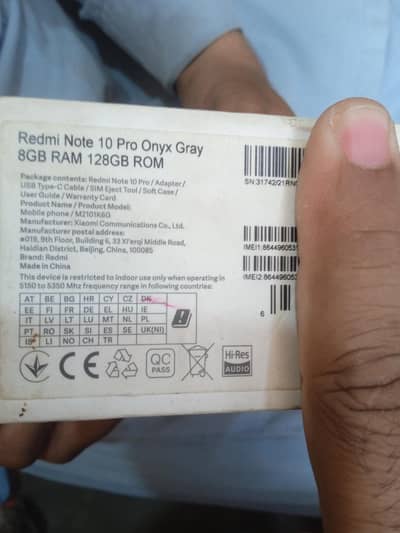 Redmi Note 10 Pro Onyx Gray
8GB RAM 128GB ROM
Package contents: Redmi Note 10 Pro / Adapter /
USB Type-C Cable / SIM Eject Tool / Soft Case /
User Guide / Warranty Card
Product Name / Product Model:
Mobile phone / M2101K6G
Manufacturer: Xiaomi Communications Co., Ltd.
Manufacturer postal address:
#019, 9th Floor, Building 6, 33 Xi'erqi Middle Road,
Haidian District, Beijing, China, 100085
Brand: Redmi
Made in China
This device is restricted to indoor use only when operating in
5150 to 5350 Mhz frequency range in following countries:
AT BE BG HR CY CZ DK
EE FI FR DE EL HU IE
IT LV LT LU MT NL PL
PT RO SK SI ES SE UK(NI)
IS LI NO CH TR
CE
QC
PASS
Hi-Res
AUDIO
SN:31742/21RN
IMEI1:864496053
IMEI2:86449605
6